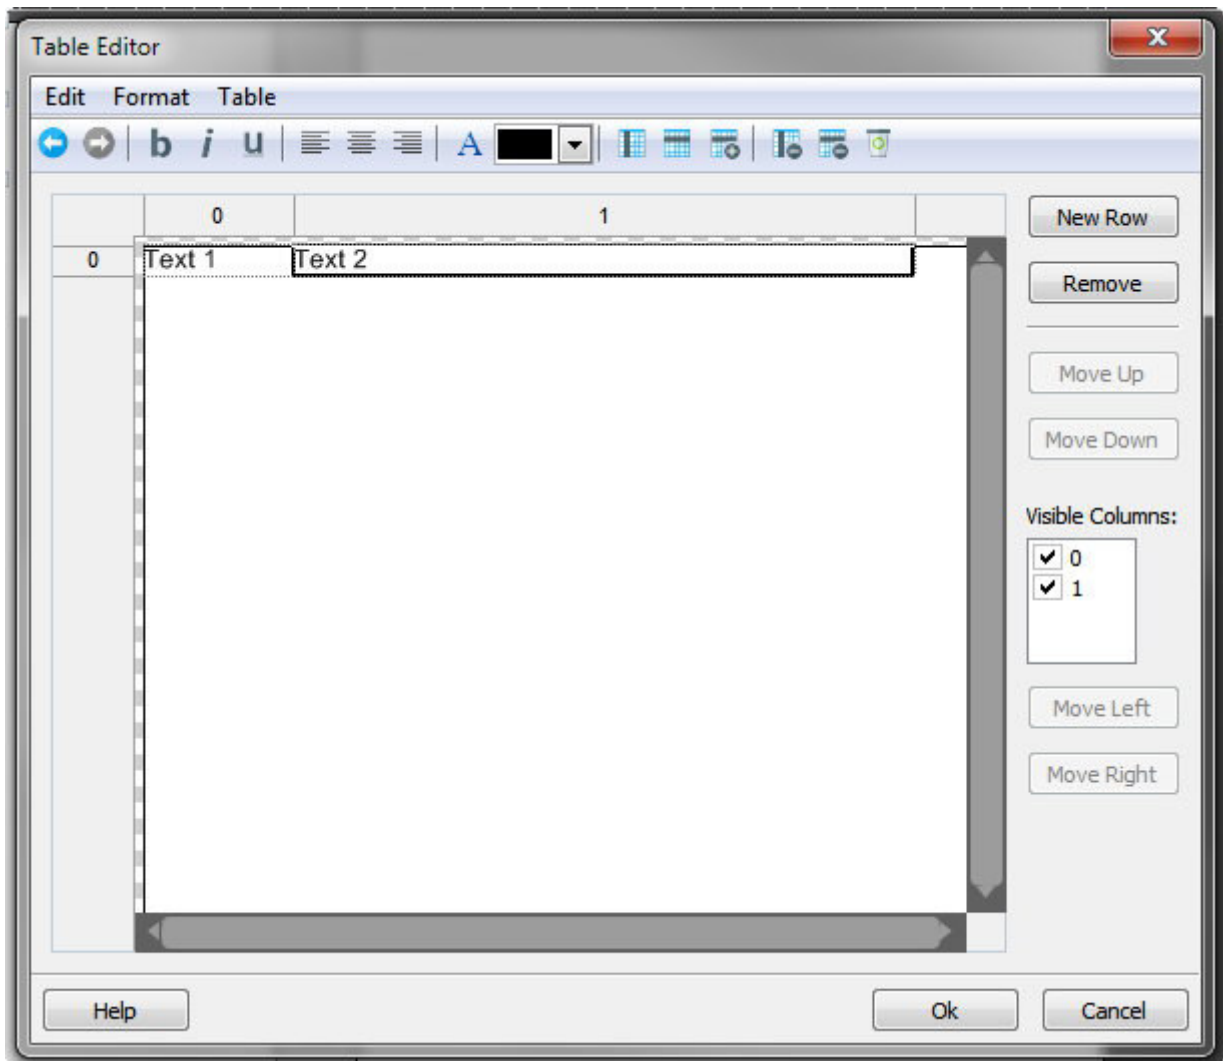 Table Editor
Edit Format Table
b i u A
0 1
New Row
0 Text 1 Text 2
Remove
Move Up
Move Down
Visible Columns:
0
1
Move Left
Move Right
Help Ok Cancel